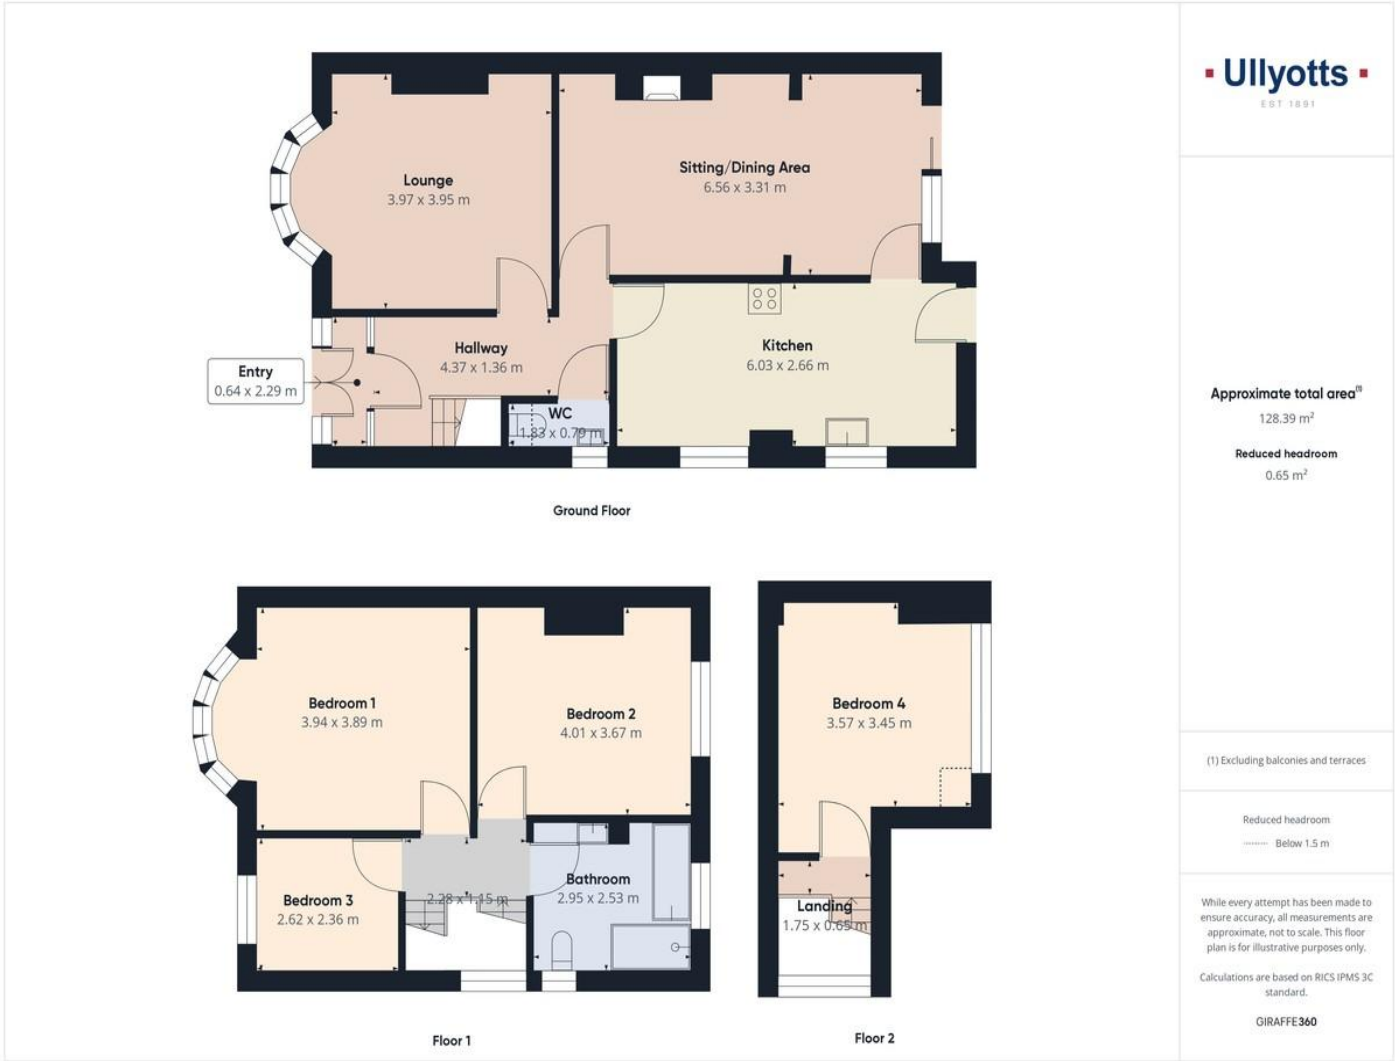 Lounge
3.97 x 3.95 m
Sitting/Dining Area
6.56 x 3.31 m
Hallway
4.37 x 1.36 m
Kitchen
6.03 x 2.66 m
Entry
0.64 x 2.29 m
WC
1.83 x 0.79 m
Ground Floor
Bedroom 1
3.94 x 3.89 m
Bedroom 2
4.01 x 3.67 m
Bedroom 3
2.62 x 2.36 m
2.28 x 1.15 m
Bathroom
2.95 x 2.53 m
Floor 1
Bedroom 4
3.57 x 3.45 m
Landing
1.75 x 0.65 m
Floor 2
Ullyotts
EST 1891
Approximate total area⁽¹⁾
128.39 m²
Reduced headroom
0.65 m²
(1) Excluding balconies and terraces
Reduced headroom
Below 1.5 m
While every attempt has been made to
ensure accuracy, all measurements are
approximate, not to scale. This floor
plan is for illustrative purposes only.
Calculations are based on RICS IPMS 3C
standard.
GIRAFFE360